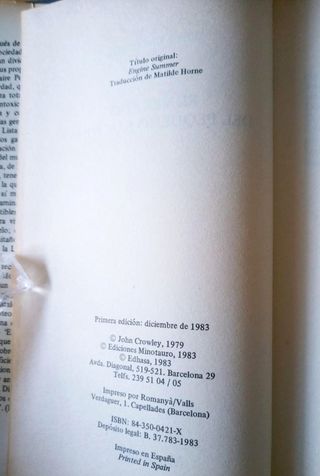 Título original:
Engine Summer
Traducción de Matilde Horne
Primera edición: diciembre de 1983
© John Crowley, 1979
© Ediciones Minotauro, 1983
© Edhasa, 1983
Avda. Diagonal, 519-521. Barcelona 29
Telfs. 239 51 04 / 05
Impreso por Romanyà/Valls
Verdaguer, 1. Capellades (Barcelona)
ISBN: 84-350-0421-X
Depósito legal: B. 37.783-1983
Impreso en España
Printed in Spain